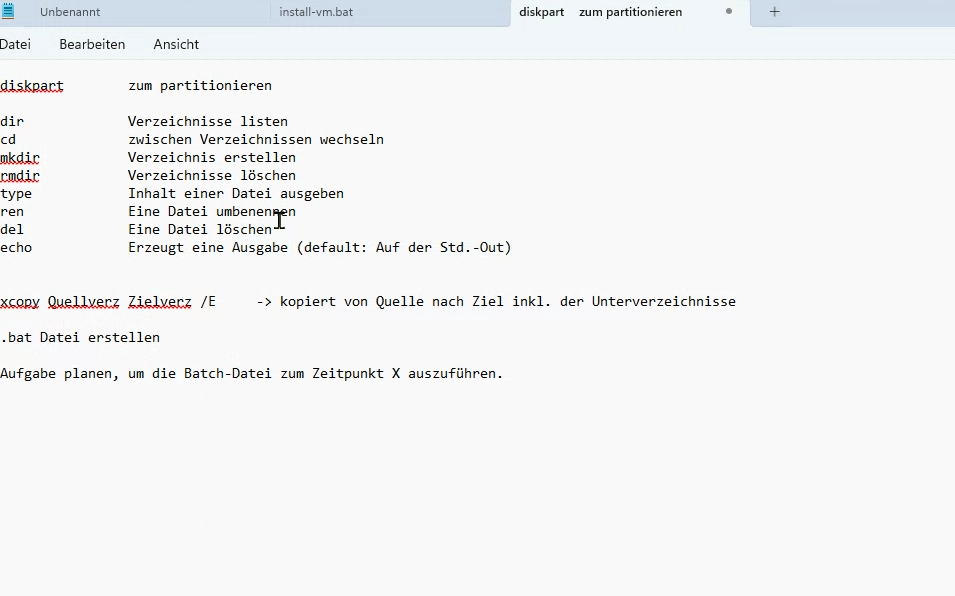 Unbenannt install-vm.bat diskpart zum partitionieren
Datei Bearbeiten Ansicht
diskpart zum partitionieren
dir Verzeichnisse listen
cd zwischen Verzeichnissen wechseln
mkdir Verzeichnis erstellen
rmdir Verzeichnisse löschen
type Inhalt einer Datei ausgeben
ren Eine Datei umbenennen
del Eine Datei löschen
echo Erzeugt eine Ausgabe (default: Auf der Std.-Out)
xcopy Quellverz Zielverz /E -> kopiert von Quelle nach Ziel inkl. der Unterverzeichnisse
.bat Datei erstellen
Aufgabe planen, um die Batch-Datei zum Zeitpunkt X auszuführen.